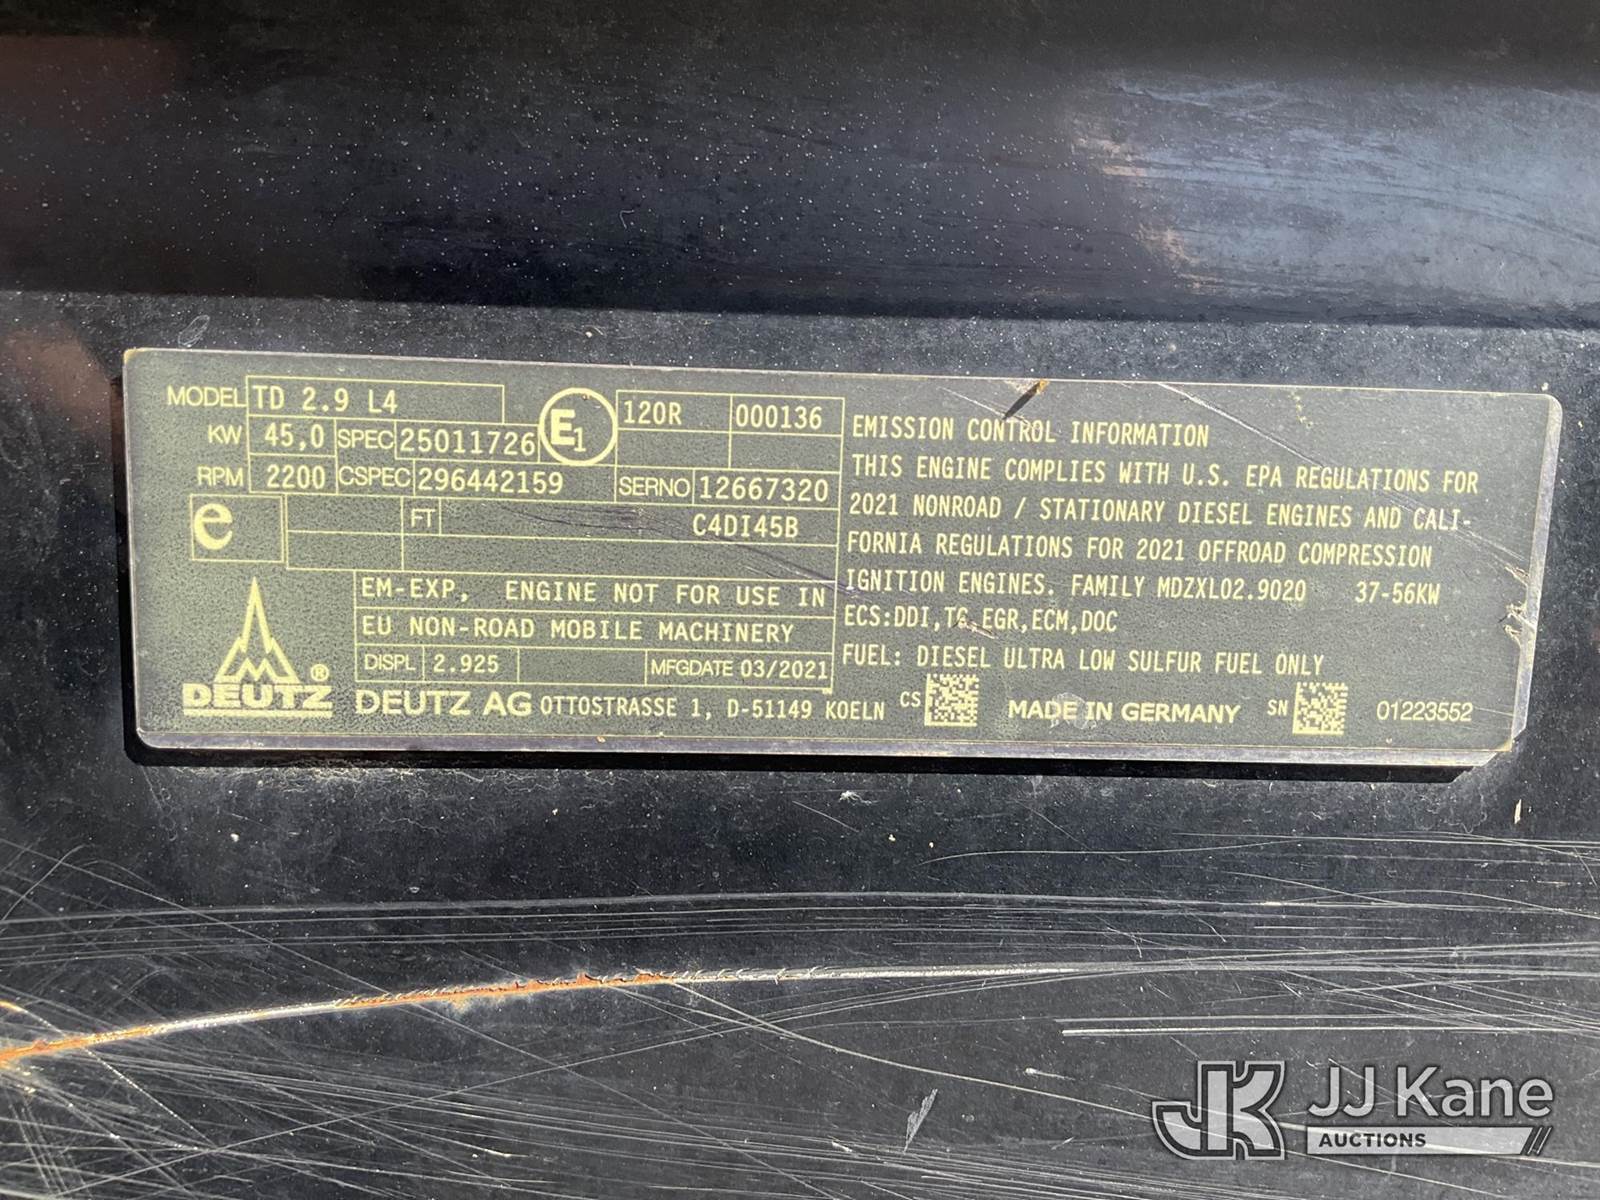 MODEL TD 2.9 L4
KW 45,0 SPEC 25011726
RPM 2200 CSPEC 296442159
E1
120R 000136
SERNO 12667320
e
FT C4DI45B
EM-EXP, ENGINE NOT FOR USE IN
EU NON-ROAD MOBILE MACHINERY
DISPL 2.925 MFGDATE 03/2021
DEUTZ®
DEUTZ AG OTTOSTRASSE 1, D-51149 KOELN
EMISSION CONTROL INFORMATION
THIS ENGINE COMPLIES WITH U.S. EPA REGULATIONS FOR
2021 NONROAD / STATIONARY DIESEL ENGINES AND CALI-
FORNIA REGULATIONS FOR 2021 OFFROAD COMPRESSION
IGNITION ENGINES. FAMILY MDZXL02.9020 37-56KW
ECS:DDI,TC,EGR,ECM,DOC
FUEL: DIESEL ULTRA LOW SULFUR FUEL ONLY
CS MADE IN GERMANY SN 01223552
JK JJ Kane
AUCTIONS